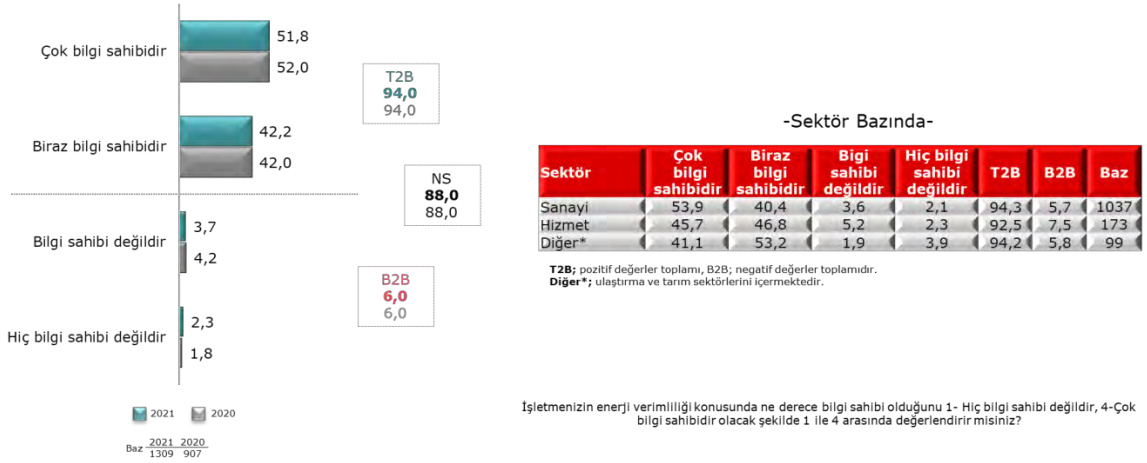 Çok bilgi sahibidir
51,8
52,0
T2B
94,0
94,0
Biraz bilgi sahibidir
42,2
42,0
NS
88,0
88,0
Bilgi sahibi değildir
3,7
4,2
B2B
6,0
6,0
Hiç bilgi sahibi değildir
2,3
1,8
2021 2020
Baz 2021 2020
1309 907
-Sektör Bazında-
Sektör Çok bilgi sahibidir Biraz bilgi sahibidir Bigi sahibi değildir Hiç bilgi sahibi değildir T2B B2B Baz
Sanayi 53,9 40,4 3,6 2,1 94,3 5,7 1037
Hizmet 45,7 46,8 5,2 2,3 92,5 7,5 173
Diğer* 41,1 53,2 1,9 3,9 94,2 5,8 99
T2B; pozitif değerler toplamı, B2B; negatif değerler toplamıdır.
Diğer*; ulaştırma ve tarım sektörlerini içermektedir.
İşletmenizin enerji verimliliği konusunda ne derece bilgi sahibi olduğunu 1- Hiç bilgi sahibi değildir, 4-Çok
bilgi sahibidir olacak şekilde 1 ile 4 arasında değerlendirir misiniz?